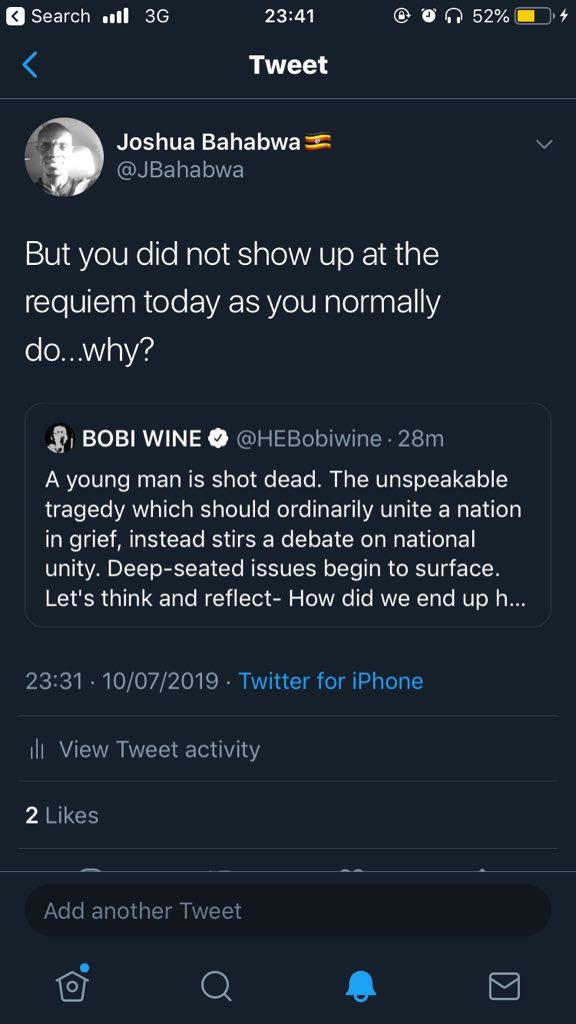 Search 3G 23:41 52%
Tweet
Joshua Bahabwa
@JBahabwa
But you did not show up at the
requiem today as you normally
do...why?
BOBI WINE @HEBobiwine · 28m
A young man is shot dead. The unspeakable
tragedy which should ordinarily unite a nation
in grief, instead stirs a debate on national
unity. Deep-seated issues begin to surface.
Let's think and reflect- How did we end up h...
23:31 · 10/07/2019 · Twitter for iPhone
View Tweet activity
2 Likes
Add another Tweet